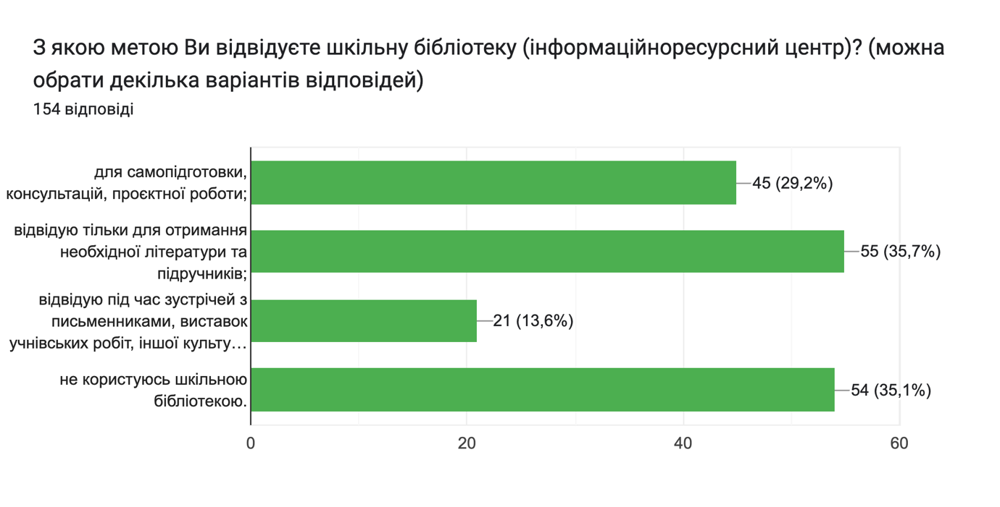 З якою метою Ви відвідуєте шкільну бібліотеку (інформаційноресурсний центр)? (можна
обрати декілька варіантів відповідей)
154 відповіді
для самопідготовки,
консультацій, проєктної роботи;
45 (29,2%)
відвідую тільки для отримання
необхідної літератури та
підручників;
55 (35,7%)
відвідую під час зустрічей з
письменниками, виставок
учнівських робіт, іншої культу…
21 (13,6%)
не користуюсь шкільною
бібліотекою.
54 (35,1%)
0 20 40 60